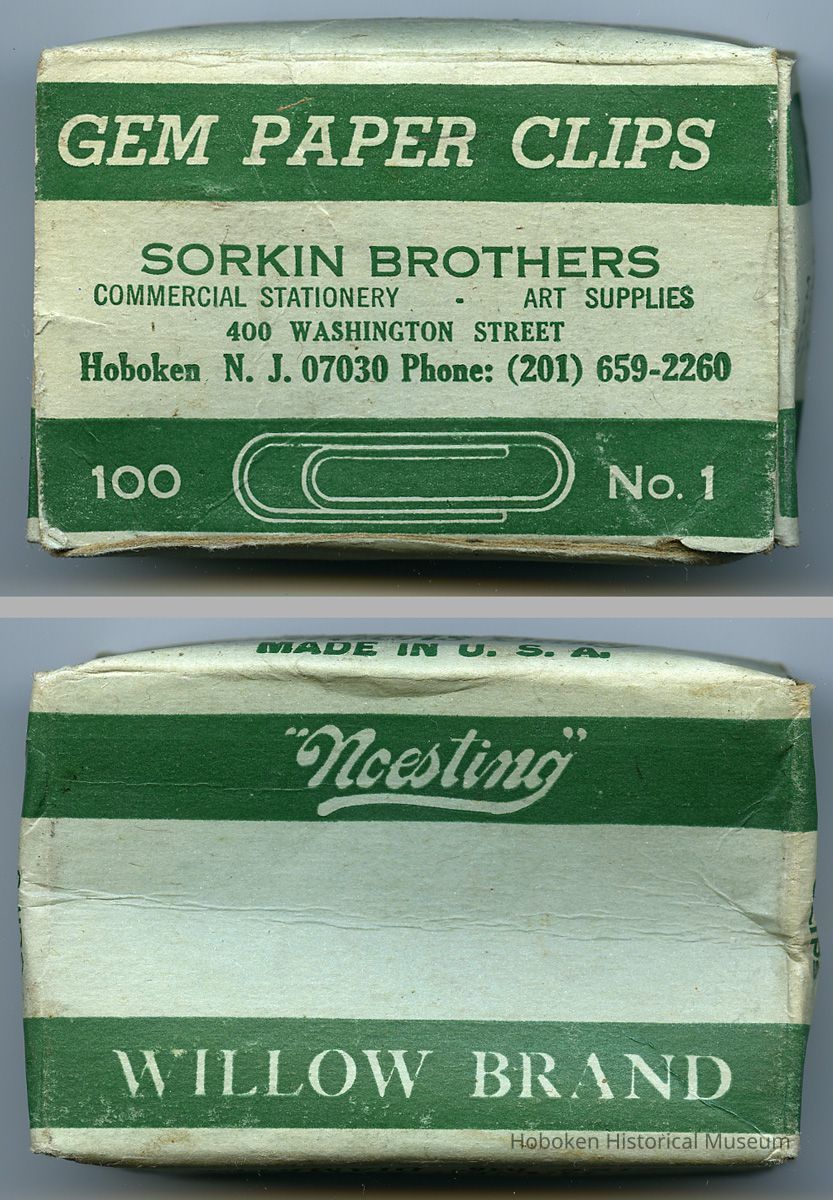 GEM PAPER CLIPS
SORKIN BROTHERS
COMMERCIAL STATIONERY - ART SUPPLIES
400 WASHINGTON STREET
Hoboken N. J. 07030 Phone: (201) 659-2260
100 No. 1
MADE IN U. S. A.
"Noesting"
WILLOW BRAND
Hoboken Historical Museum